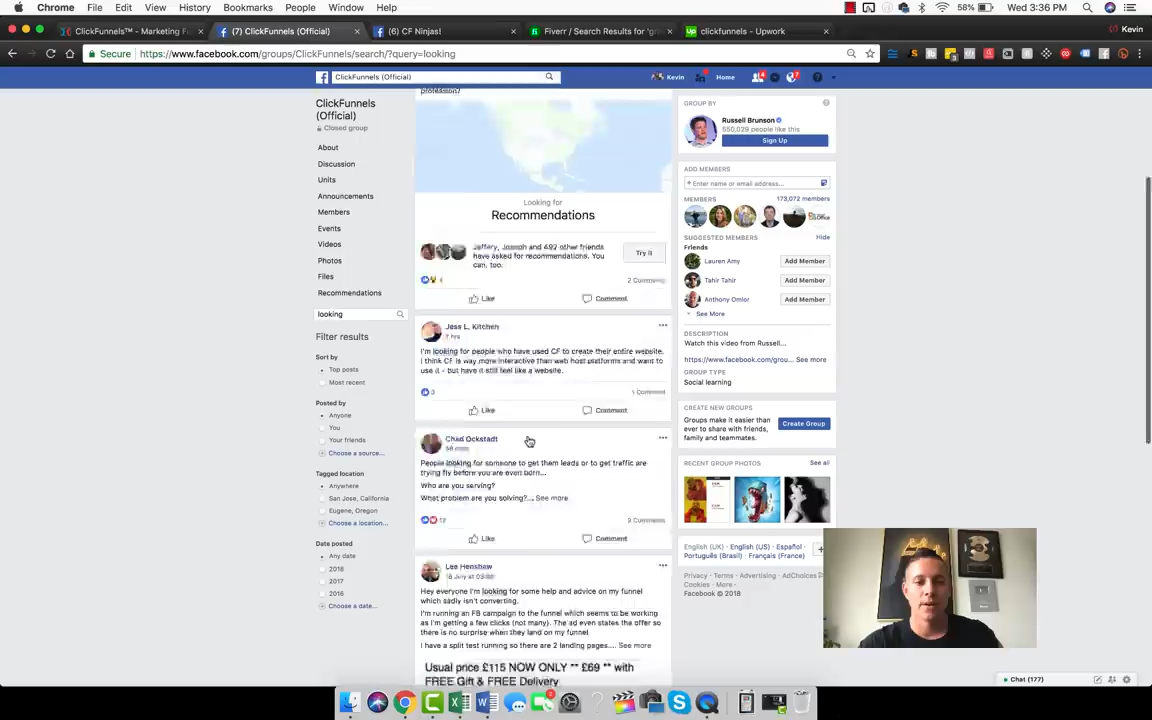 Chrome File Edit View History Bookmarks People Window Help
58% Wed 3:36 PM
ClickFunnels™ - Marketing Fu
(7) ClickFunnels (Official)
(6) CF Ninjas!
Fiverr / Search Results for 'gr
clickfunnels - Upwork
Kevin
Secure https://www.facebook.com/groups/ClickFunnels/search/?query=looking
ClickFunnels (Official)
Kevin Home
ClickFunnels
(Official)
Closed group
About
Discussion
Units
Announcements
Members
Events
Videos
Photos
Files
Recommendations
looking
Filter results
Sort by
Top posts
Most recent
Posted by
Anyone
You
Your friends
Choose a source...
Tagged location
Anywhere
San Jose, California
Eugene, Oregon
Choose a location...
Date posted
Any date
2018
2017
2016
Choose a date...
profession?
Looking for
Recommendations
Jeffery, Joseph and 492 other friends
have asked for recommendations. You
can, too.
Try It
4
2 Comments
Like Comment
Jess L. Kitchen
7 hrs
I'm looking for people who have used CF to create their entire website.
I think CF is way more interactive than web host platforms and want to
use it - but have it still feel like a website.
3
1 Comment
Like Comment
Chad Ockstadt
People looking for someone to get them leads or to get traffic are
trying fly before you are even born...
Who are you serving?
What problem are you solving?... See more
12
9 Comments
Like Comment
Lee Henshaw
Hey everyone I'm looking for some help and advice on my funnel
which sadly isn't converting.
I'm running an FB campaign to the funnel which seems to be working
as I'm getting a few clicks (not many). The ad even states the offer so
there is no surprise when they land on my funnel
I have a split test running so there are 2 landing pages.... See more
Usual price £115 NOW ONLY ** £69 ** with
FREE Gift & FREE Delivery
GROUP BY
Russell Brunson
550,029 people like this
Sign Up
ADD MEMBERS
+ Enter name or email address...
MEMBERS 173,072 members
SUGGESTED MEMBERS Hide
Friends
Lauren Amy Add Member
Tahir Tahir Add Member
Anthony Omlor Add Member
See More
DESCRIPTION
Watch this video from Russell...
https://www.facebook.com/grou... See more
GROUP TYPE
Social learning
CREATE NEW GROUPS
Groups make it easier than
ever to share with friends,
family and teammates.
Create Group
RECENT GROUP PHOTOS See all
English (UK) · English (US) · Español ·
Português (Brasil) · Français (France)
Privacy · Terms · Advertising · AdChoices
Cookies · More
Facebook © 2018
Chat (177)